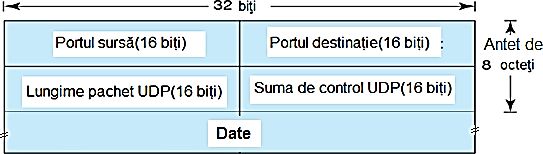 32 biți
Portul sursă(16 biți)
Portul destinație(16 biți) :
Antet de
8 octeți
Lungime pachet UDP(16 biți)
Suma de control UDP(16 biți)
Date